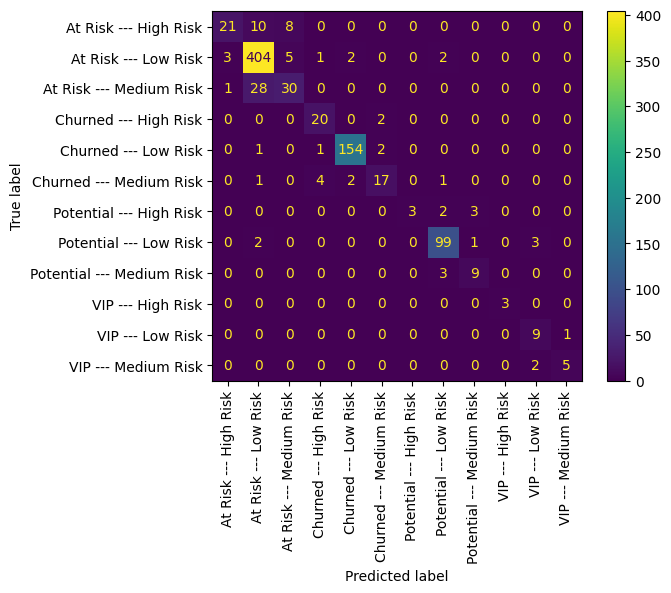 At Risk --- High Risk 21 10 8 0 0 0 0 0 0 0 0 0
At Risk --- Low Risk 3 404 5 1 2 0 0 2 0 0 0 0
At Risk --- Medium Risk 1 28 30 0 0 0 0 0 0 0 0 0
Churned --- High Risk 0 0 0 20 0 2 0 0 0 0 0 0
Churned --- Low Risk 0 1 0 1 154 2 0 0 0 0 0 0
Churned --- Medium Risk 0 1 0 4 2 17 0 1 0 0 0 0
Potential --- High Risk 0 0 0 0 0 0 3 2 3 0 0 0
Potential --- Low Risk 0 2 0 0 0 0 0 99 1 0 3 0
Potential --- Medium Risk 0 0 0 0 0 0 0 3 9 0 0 0
VIP --- High Risk 0 0 0 0 0 0 0 0 0 3 0 0
VIP --- Low Risk 0 0 0 0 0 0 0 0 0 0 9 1
VIP --- Medium Risk 0 0 0 0 0 0 0 0 0 0 2 5
True label
At Risk --- High Risk
At Risk --- Low Risk
At Risk --- Medium Risk
Churned --- High Risk
Churned --- Low Risk
Churned --- Medium Risk
Potential --- High Risk
Potential --- Low Risk
Potential --- Medium Risk
VIP --- High Risk
VIP --- Low Risk
VIP --- Medium Risk
Predicted label
400
350
300
250
200
150
100
50
0